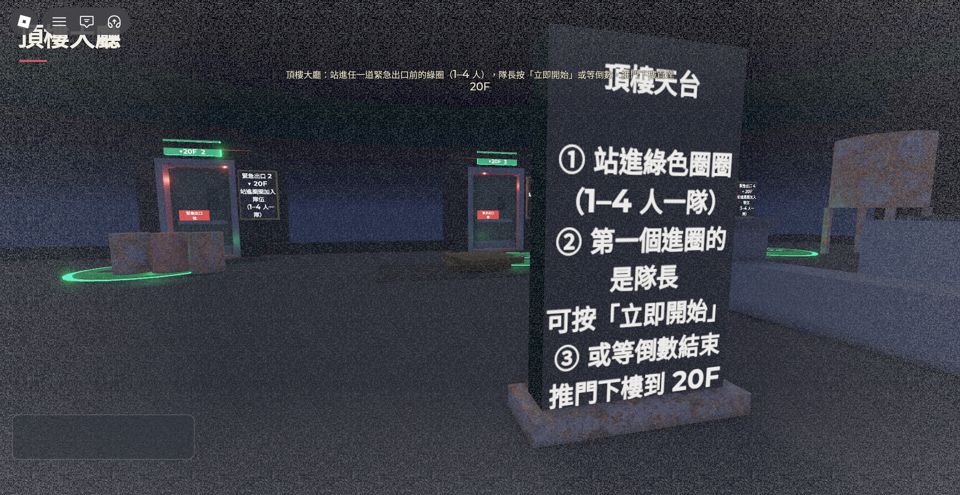 頂樓大廳
頂樓大廳：站進任一道緊急出口前的綠圈（1–4 人），隊長按「立即開始」或等倒數
20F
頂樓天台
① 站進綠色圈圈
（1–4 人一隊）
② 第一個進圈的
是隊長
可按「立即開始」
③ 或等倒數結束
推門下樓到 20F
20F 2
緊急出口 2
▼ 20F
站進圈圈加入
隊伍
（1–4 人一
隊）
緊急出口